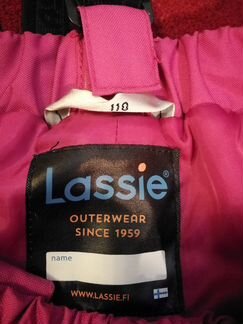 110
Lassie®
OUTERWEAR
SINCE 1959
name
WWW.LASSIE.FI